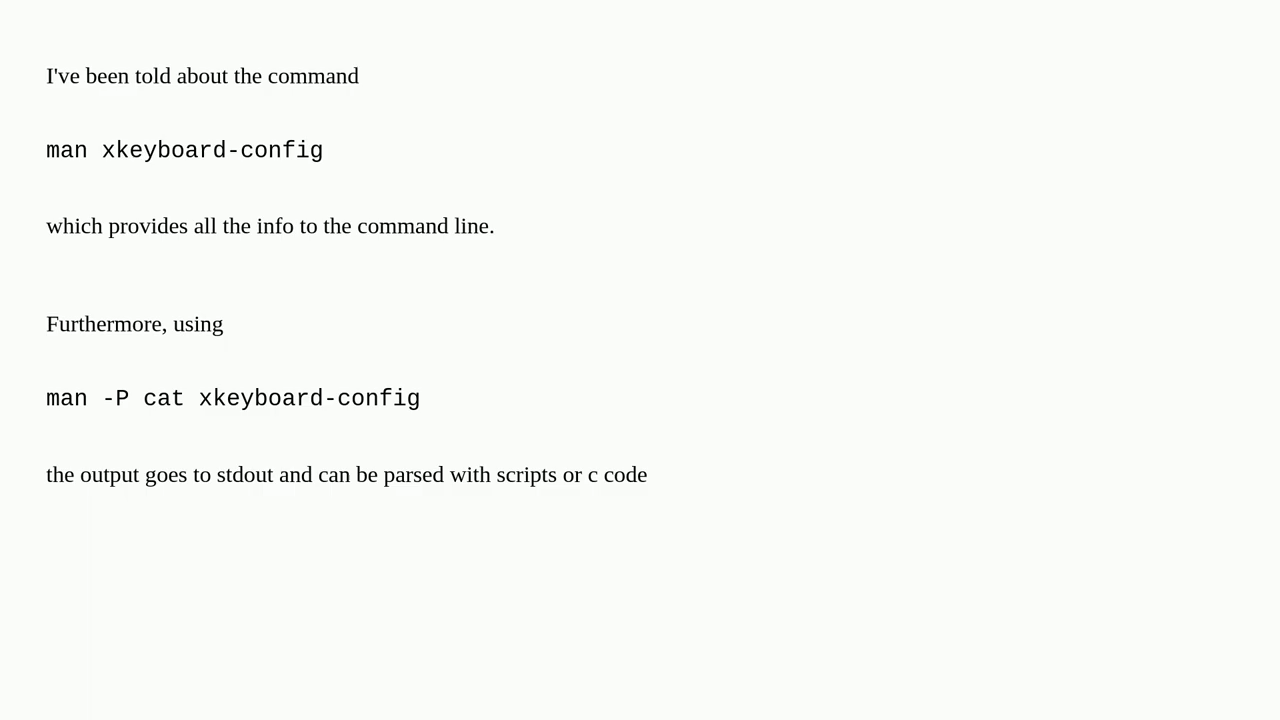 I've been told about the command
man xkeyboard-config
which provides all the info to the command line.
Furthermore, using
man -P cat xkeyboard-config
the output goes to stdout and can be parsed with scripts or c code